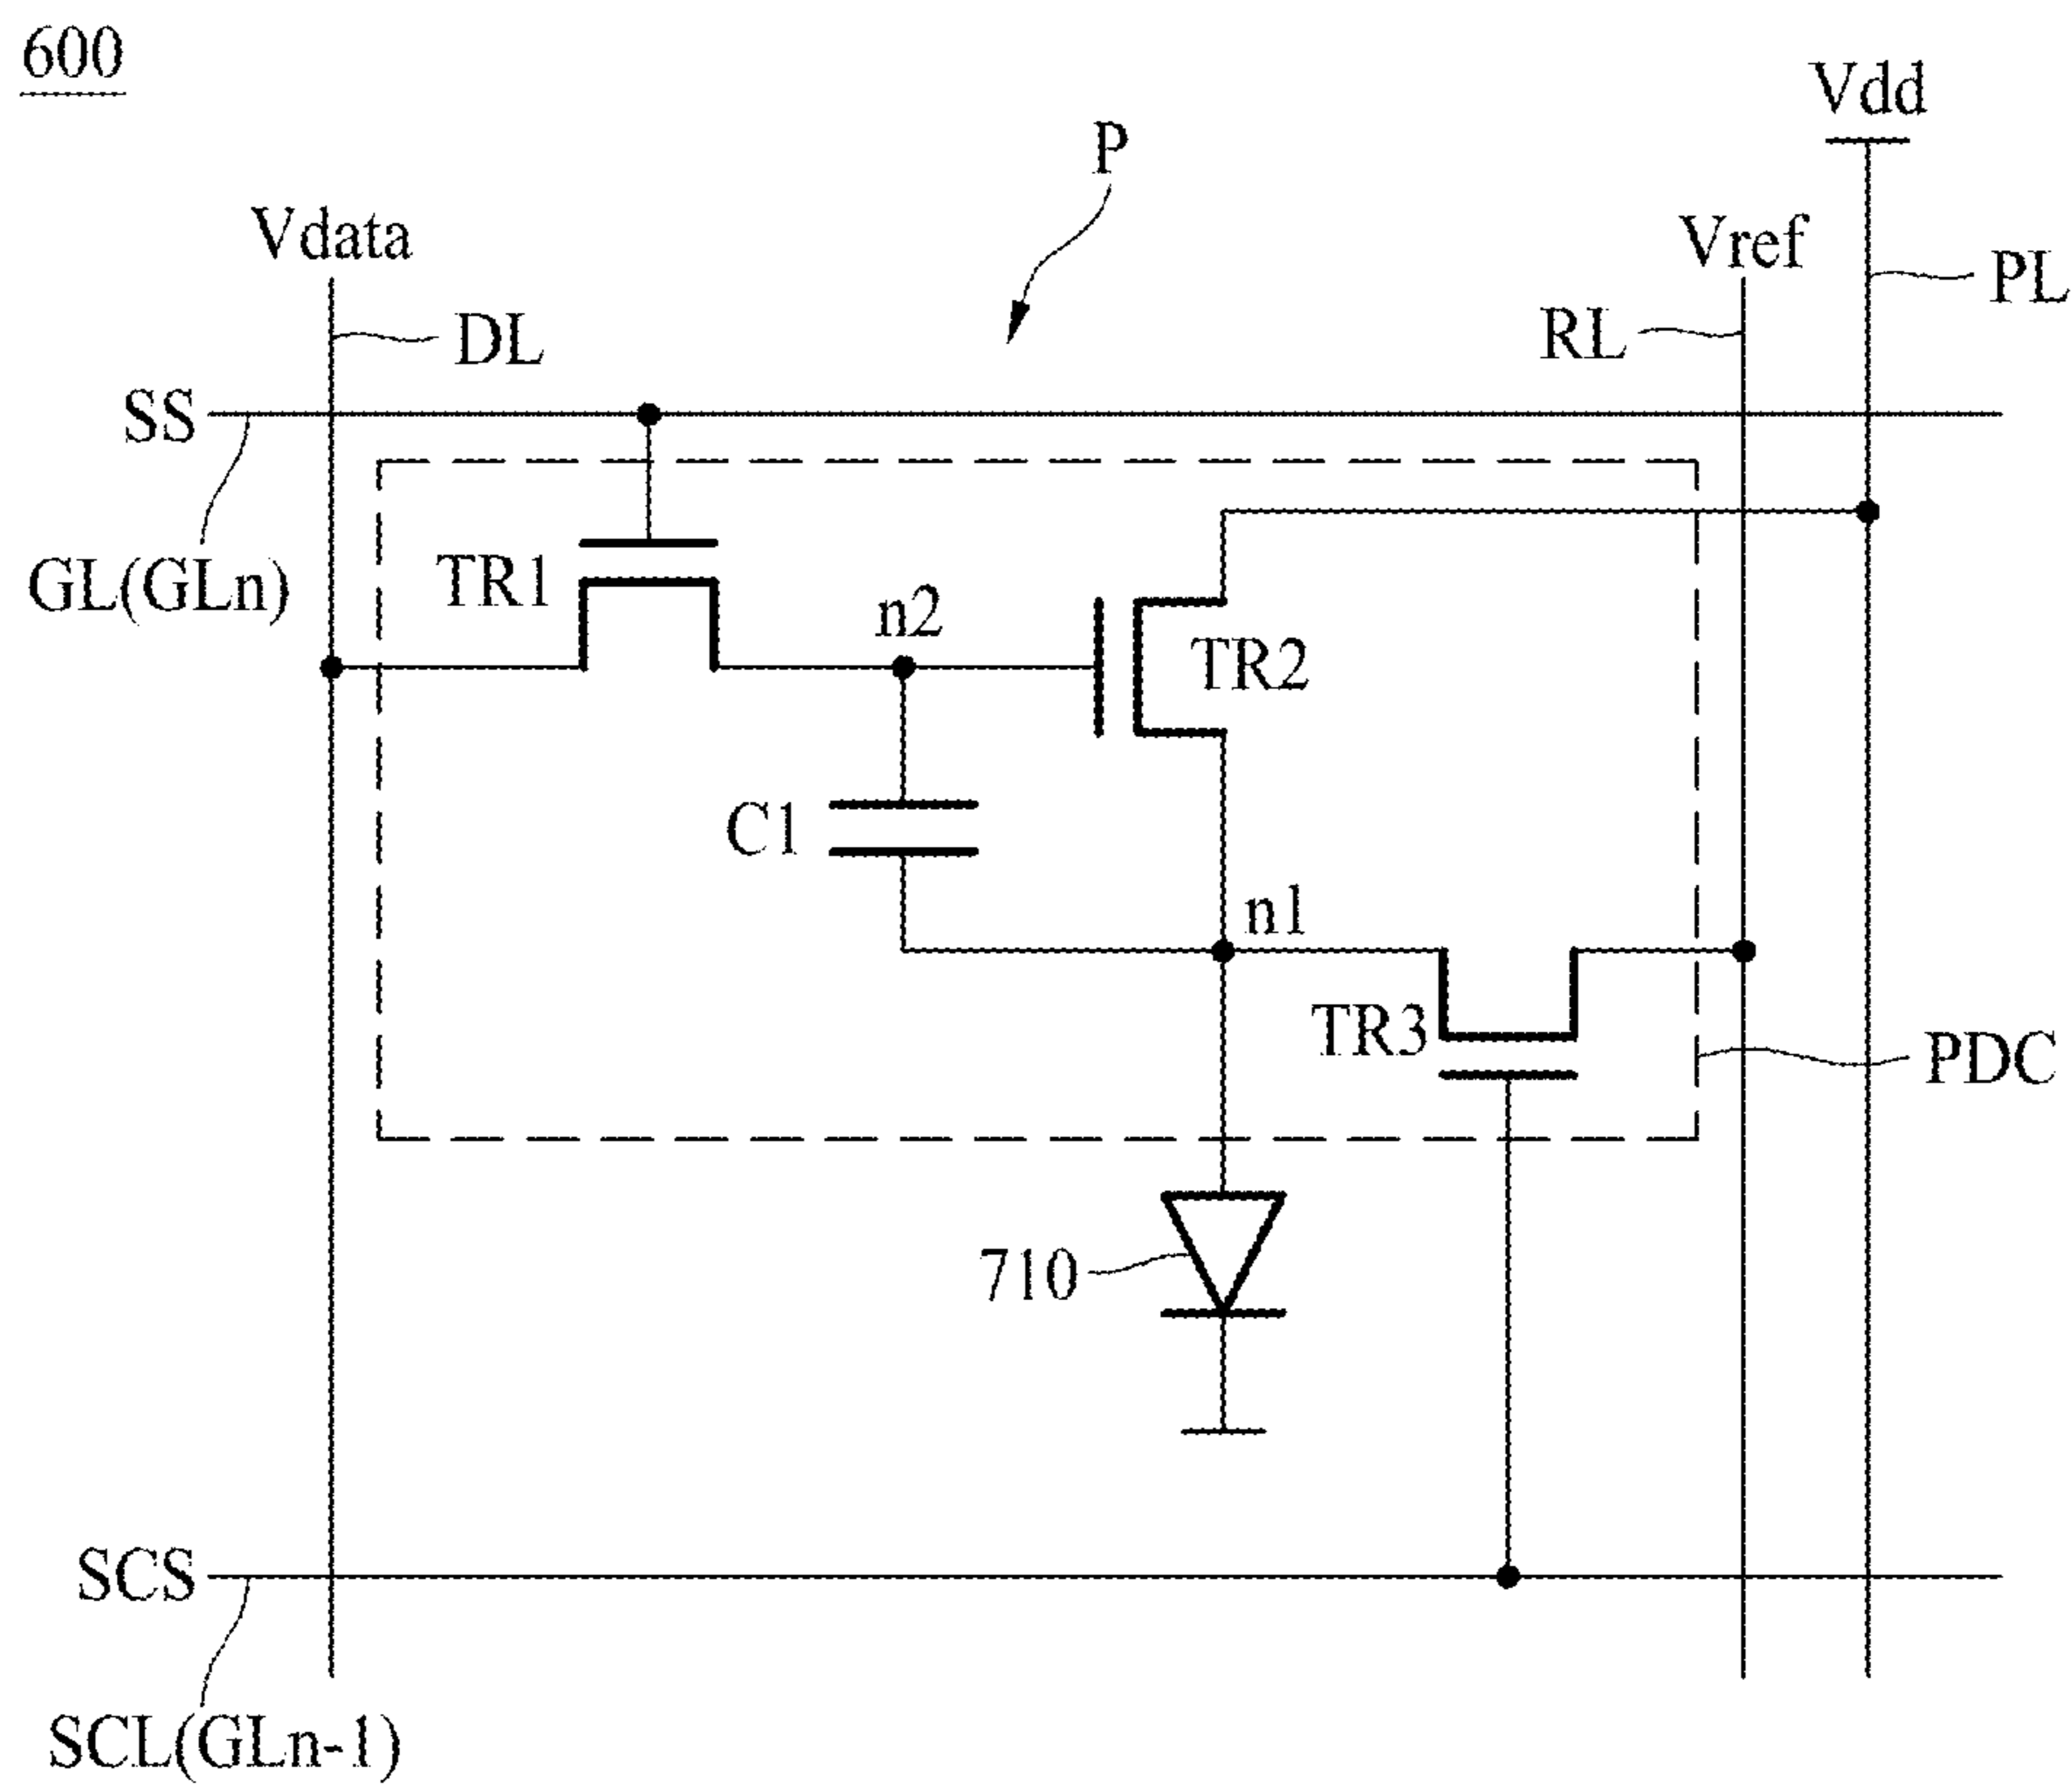 600
Vdd
P
Vdata
Vref
PL
DL
RL
SS
GL(GLn)
TR1
n2
TR2
C1
n1
TR3
PDC
710
SCS
SCL(GLn-1)